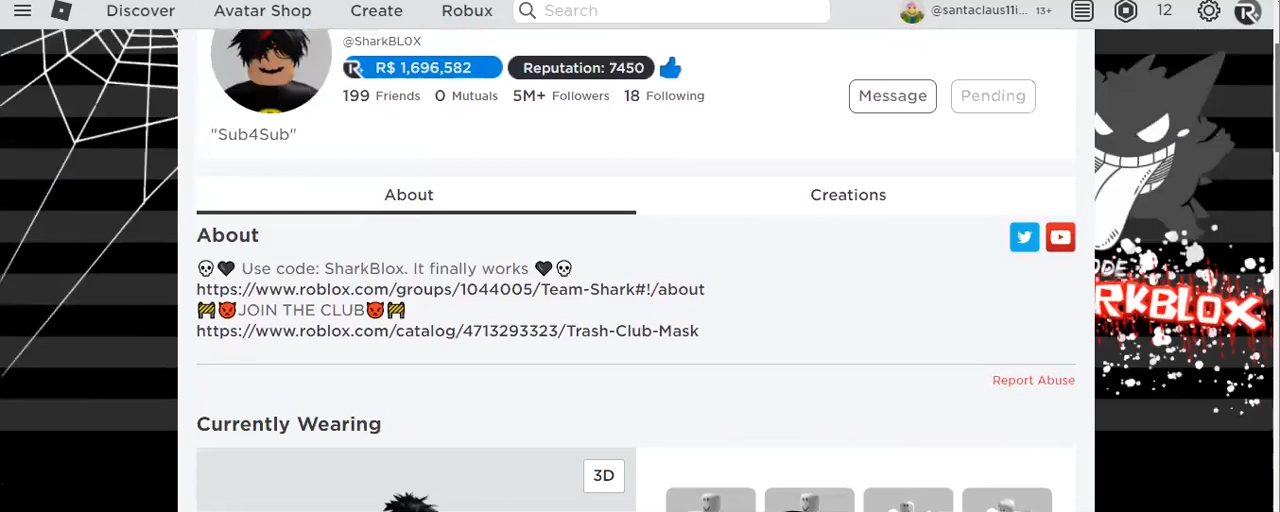 Discover Avatar Shop Create Robux Search @santaclaus11i... 13+ 12
@SharkBL0X
R$ 1,696,582 Reputation: 7450
199 Friends 0 Mutuals 5M+ Followers 18 Following
Message Pending
"Sub4Sub"
About Creations
About
💀🖤 Use code: SharkBlox. It finally works 🖤💀
https://www.roblox.com/groups/1044005/Team-Shark#!/about
🚧👿JOIN THE CLUB👿🚧
https://www.roblox.com/catalog/4713293323/Trash-Club-Mask
Report Abuse
Currently Wearing
3D
ODE
ARKBLOX